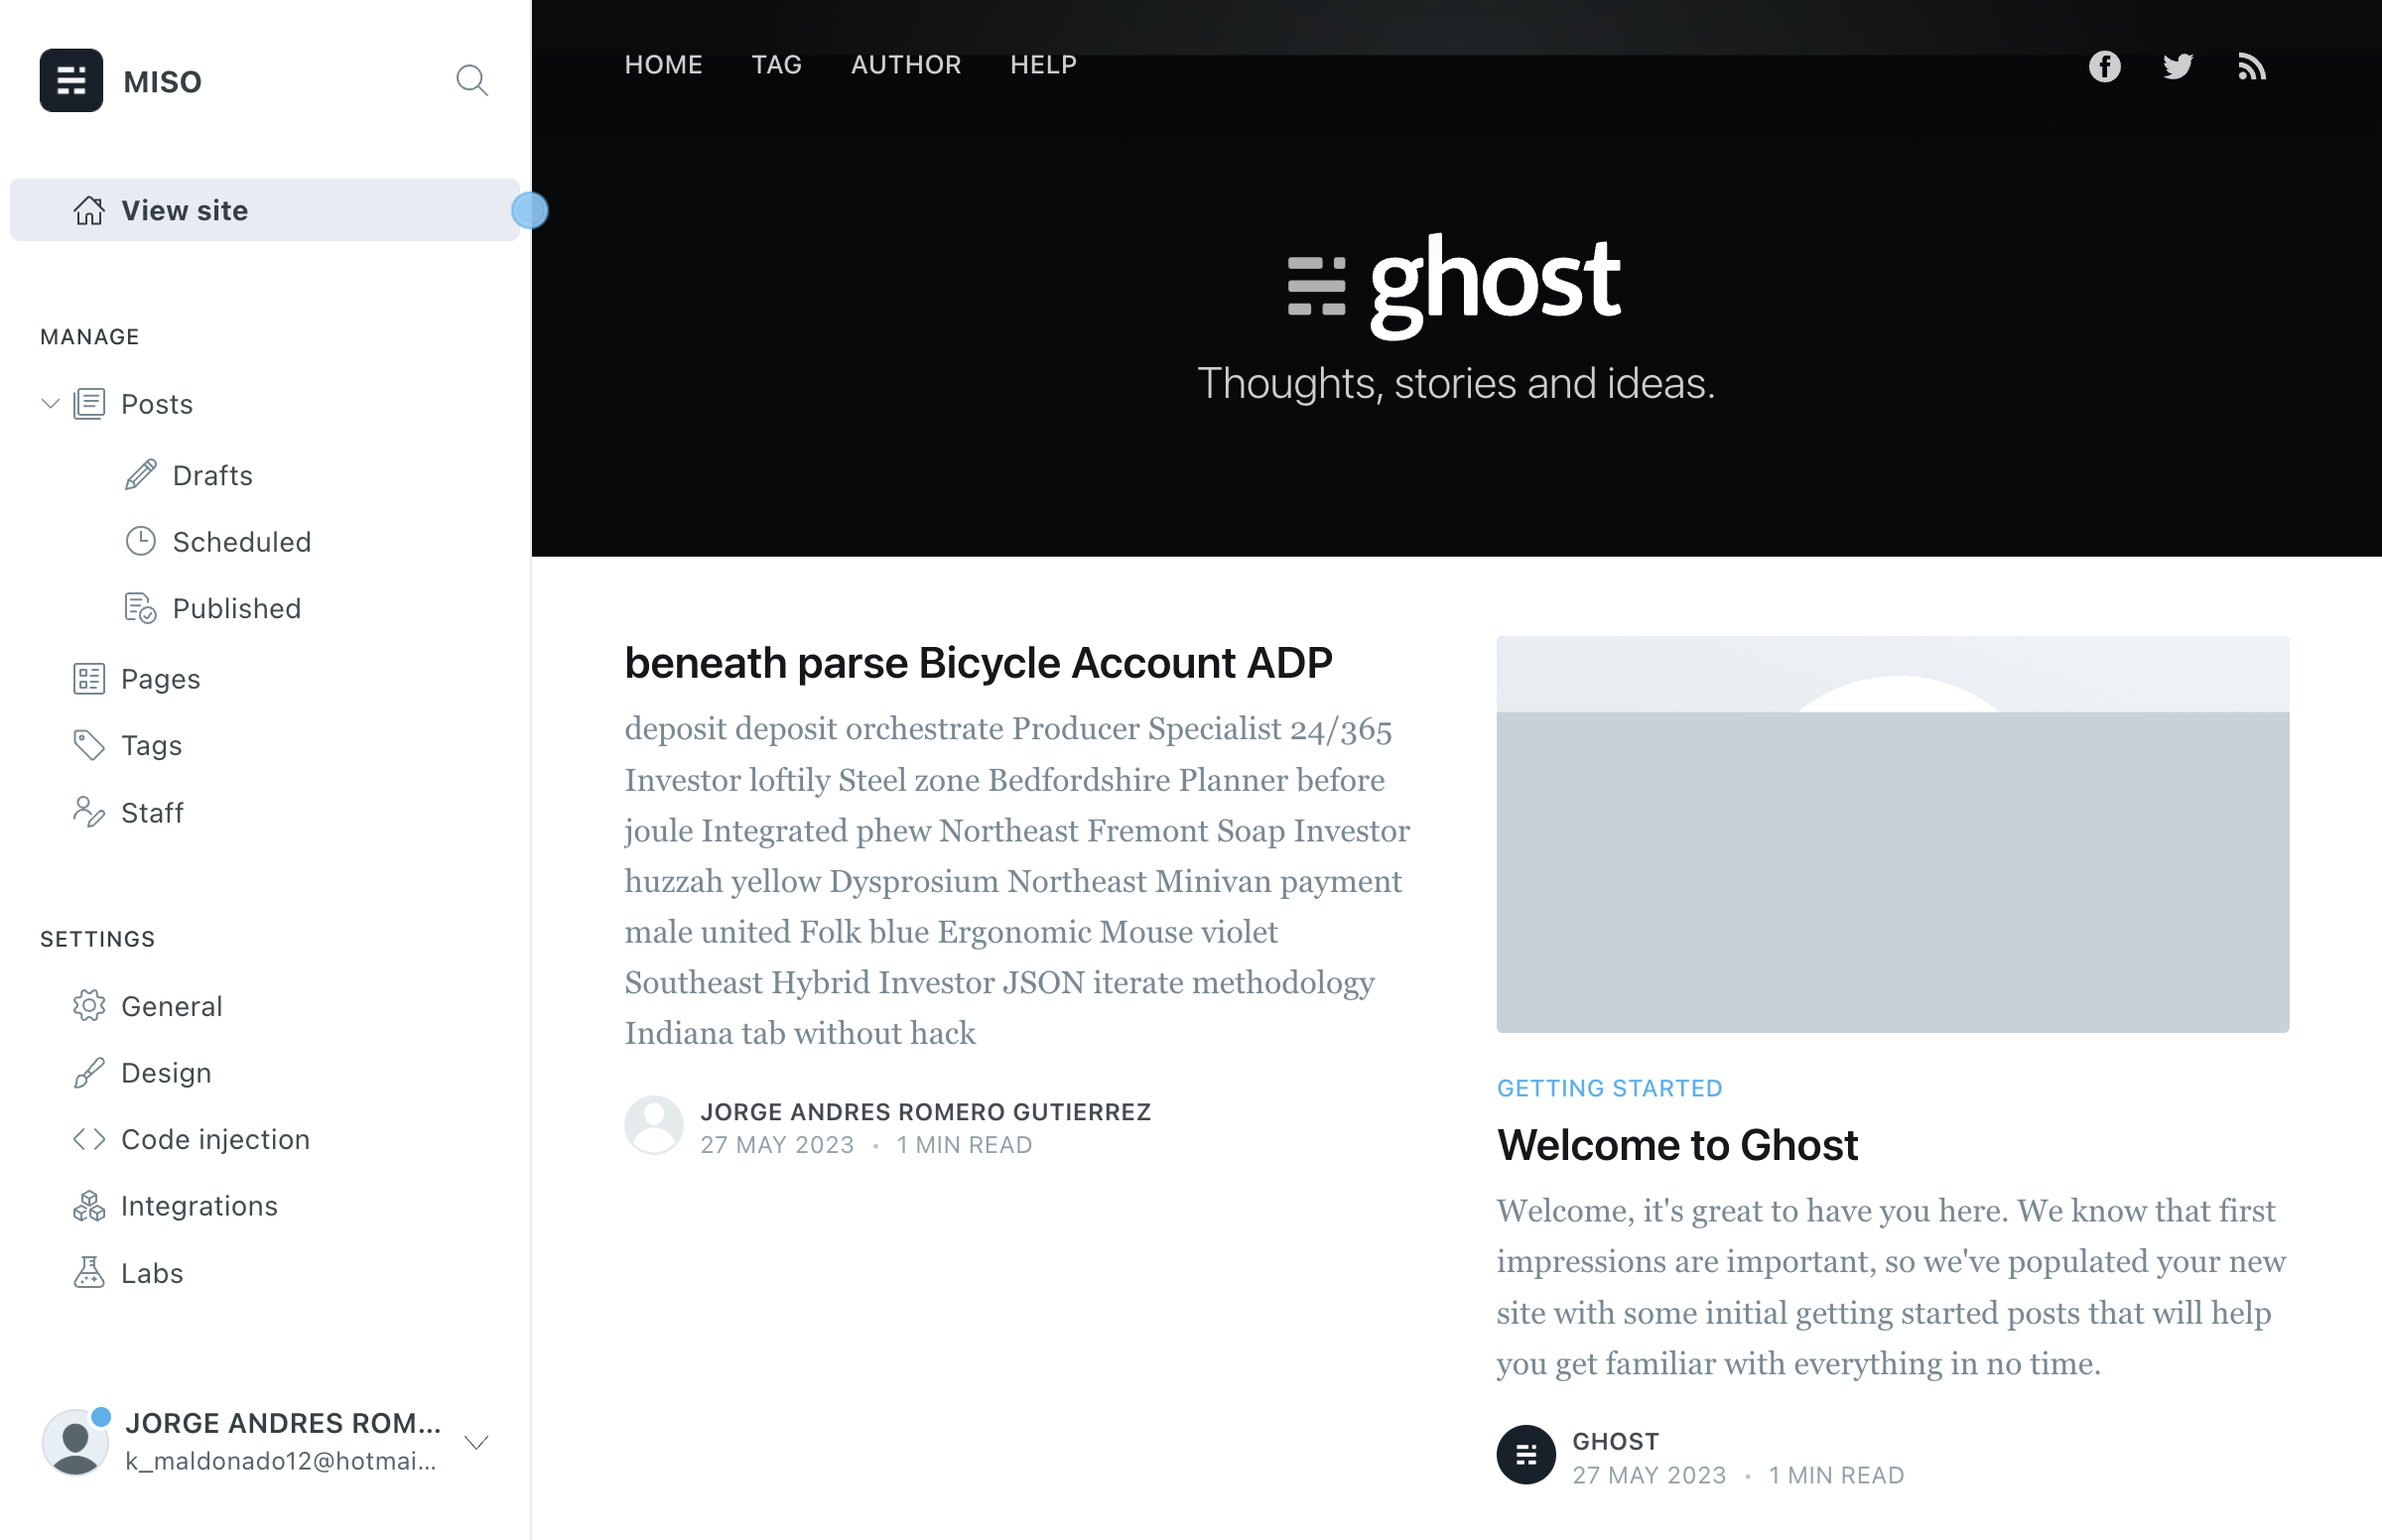 MISO
View site
MANAGE
Posts
Drafts
Scheduled
Published
Pages
Tags
Staff
SETTINGS
General
Design
Code injection
Integrations
Labs
JORGE ANDRES ROM...
k_maldonado12@hotmai...
HOME TAG AUTHOR HELP
ghost
Thoughts, stories and ideas.
beneath parse Bicycle Account ADP
deposit deposit orchestrate Producer Specialist 24/365
Investor loftily Steel zone Bedfordshire Planner before
joule Integrated phew Northeast Fremont Soap Investor
huzzah yellow Dysprosium Northeast Minivan payment
male united Folk blue Ergonomic Mouse violet
Southeast Hybrid Investor JSON iterate methodology
Indiana tab without hack
JORGE ANDRES ROMERO GUTIERREZ
27 MAY 2023 • 1 MIN READ
GETTING STARTED
Welcome to Ghost
Welcome, it's great to have you here. We know that first
impressions are important, so we've populated your new
site with some initial getting started posts that will help
you get familiar with everything in no time.
GHOST
27 MAY 2023 • 1 MIN READ